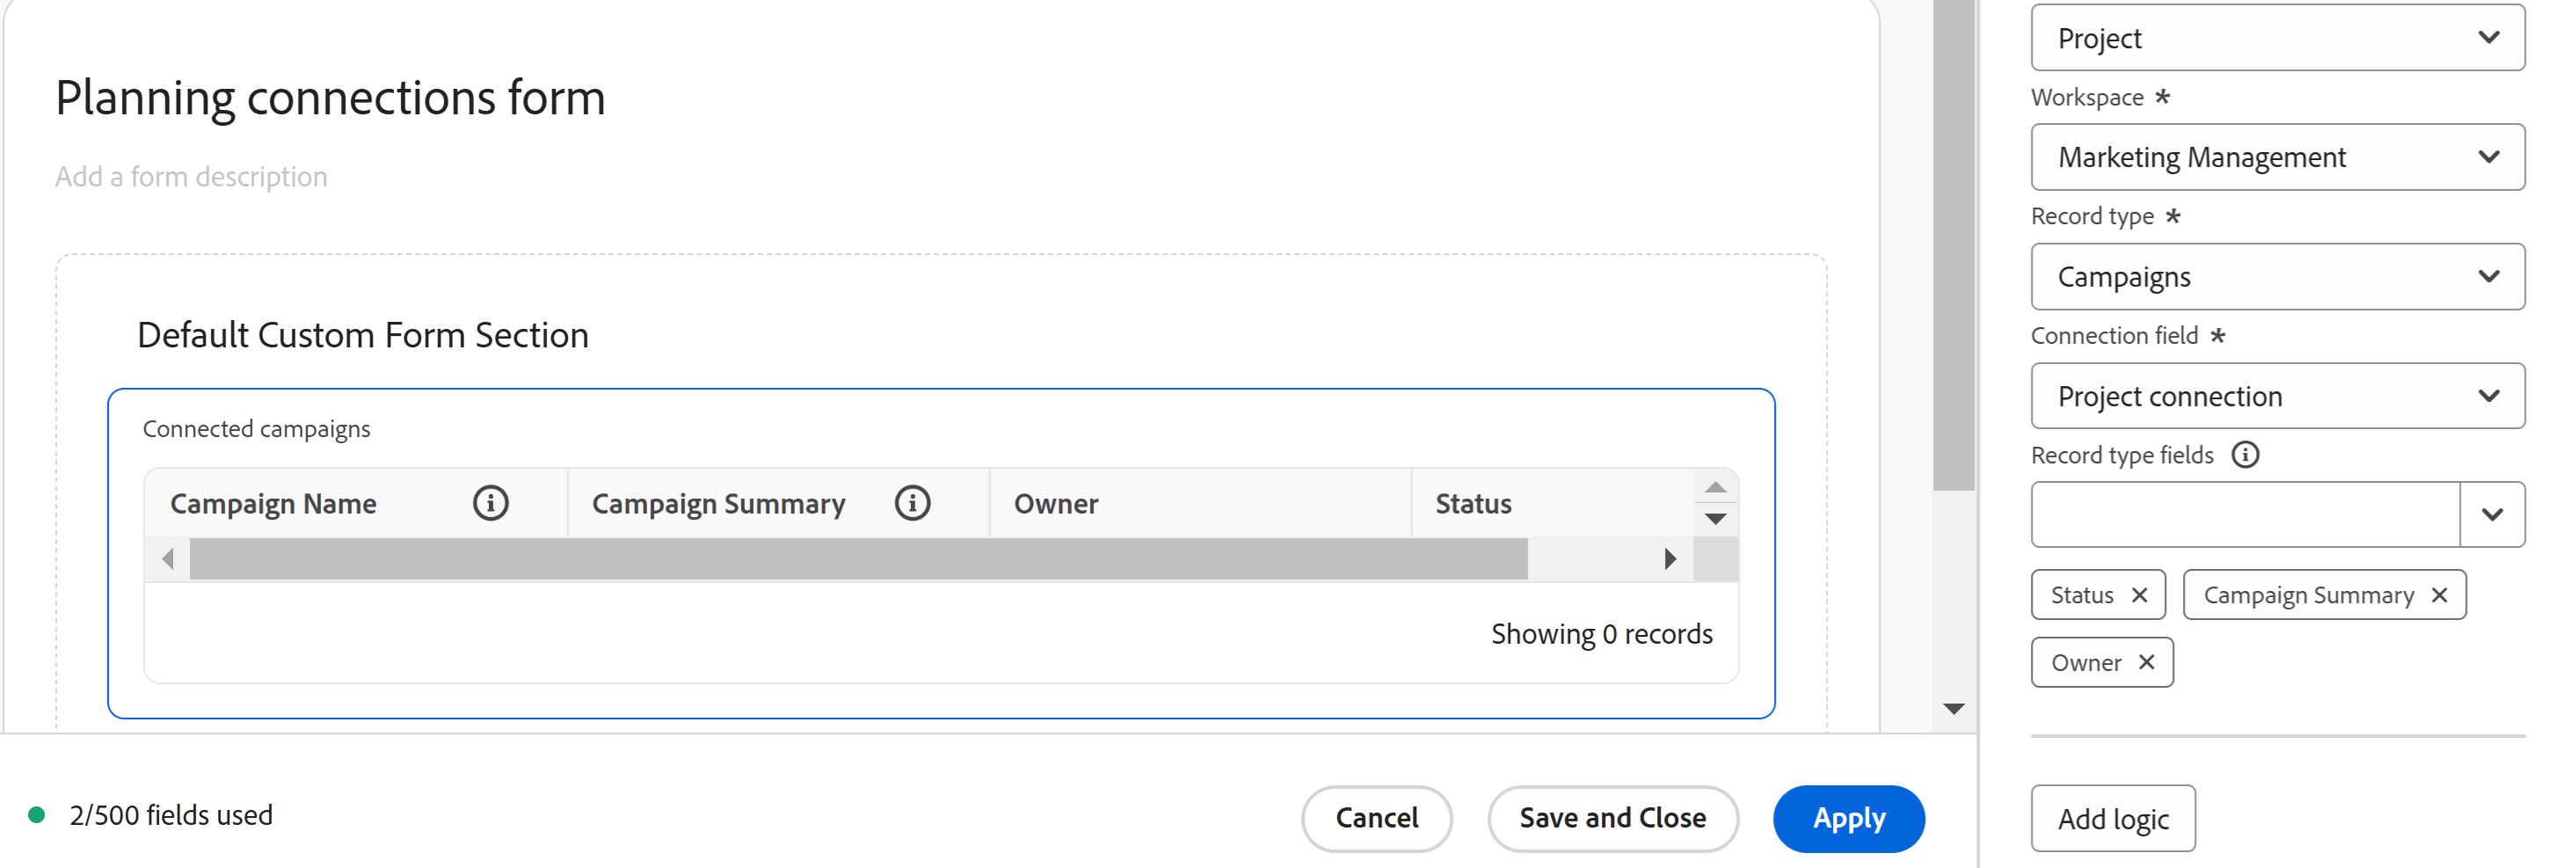 Planning connections form
Add a form description
Default Custom Form Section
Connected campaigns
Campaign Name
Campaign Summary
Owner
Status
Showing 0 records
2/500 fields used
Cancel
Save and Close
Apply
Project
Workspace *
Marketing Management
Record type *
Campaigns
Connection field *
Project connection
Record type fields
Status
Campaign Summary
Owner
Add logic